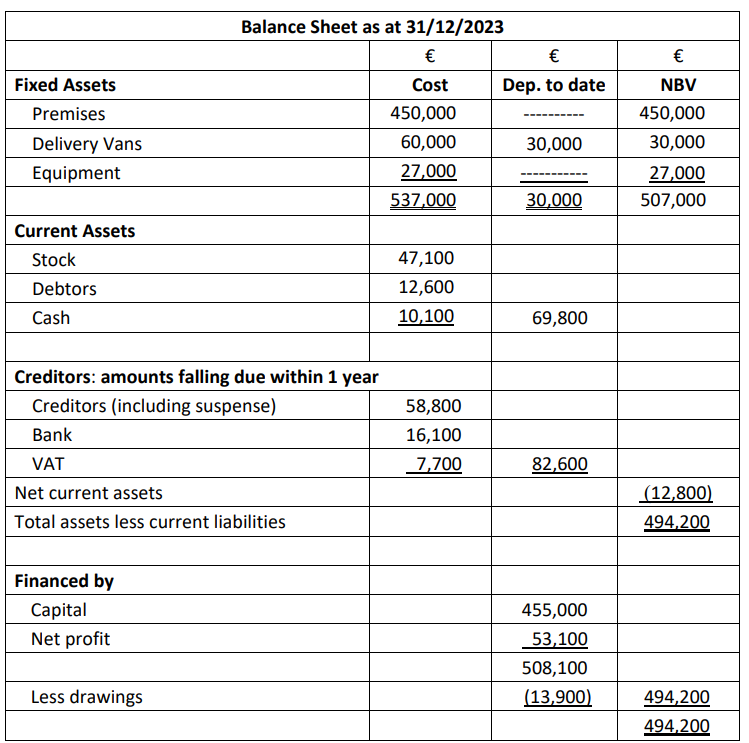 Balance Sheet as at 31/12/2023
€ € €
Fixed Assets Cost Dep. to date NBV
Premises 450,000 ---------- 450,000
Delivery Vans 60,000 30,000 30,000
Equipment 27,000 ----------- 27,000
537,000 30,000 507,000
Current Assets
Stock 47,100
Debtors 12,600
Cash 10,100 69,800
Creditors: amounts falling due within 1 year
Creditors (including suspense) 58,800
Bank 16,100
VAT 7,700 82,600
Net current assets (12,800)
Total assets less current liabilities 494,200
Financed by
Capital 455,000
Net profit 53,100
508,100
Less drawings (13,900) 494,200
494,200